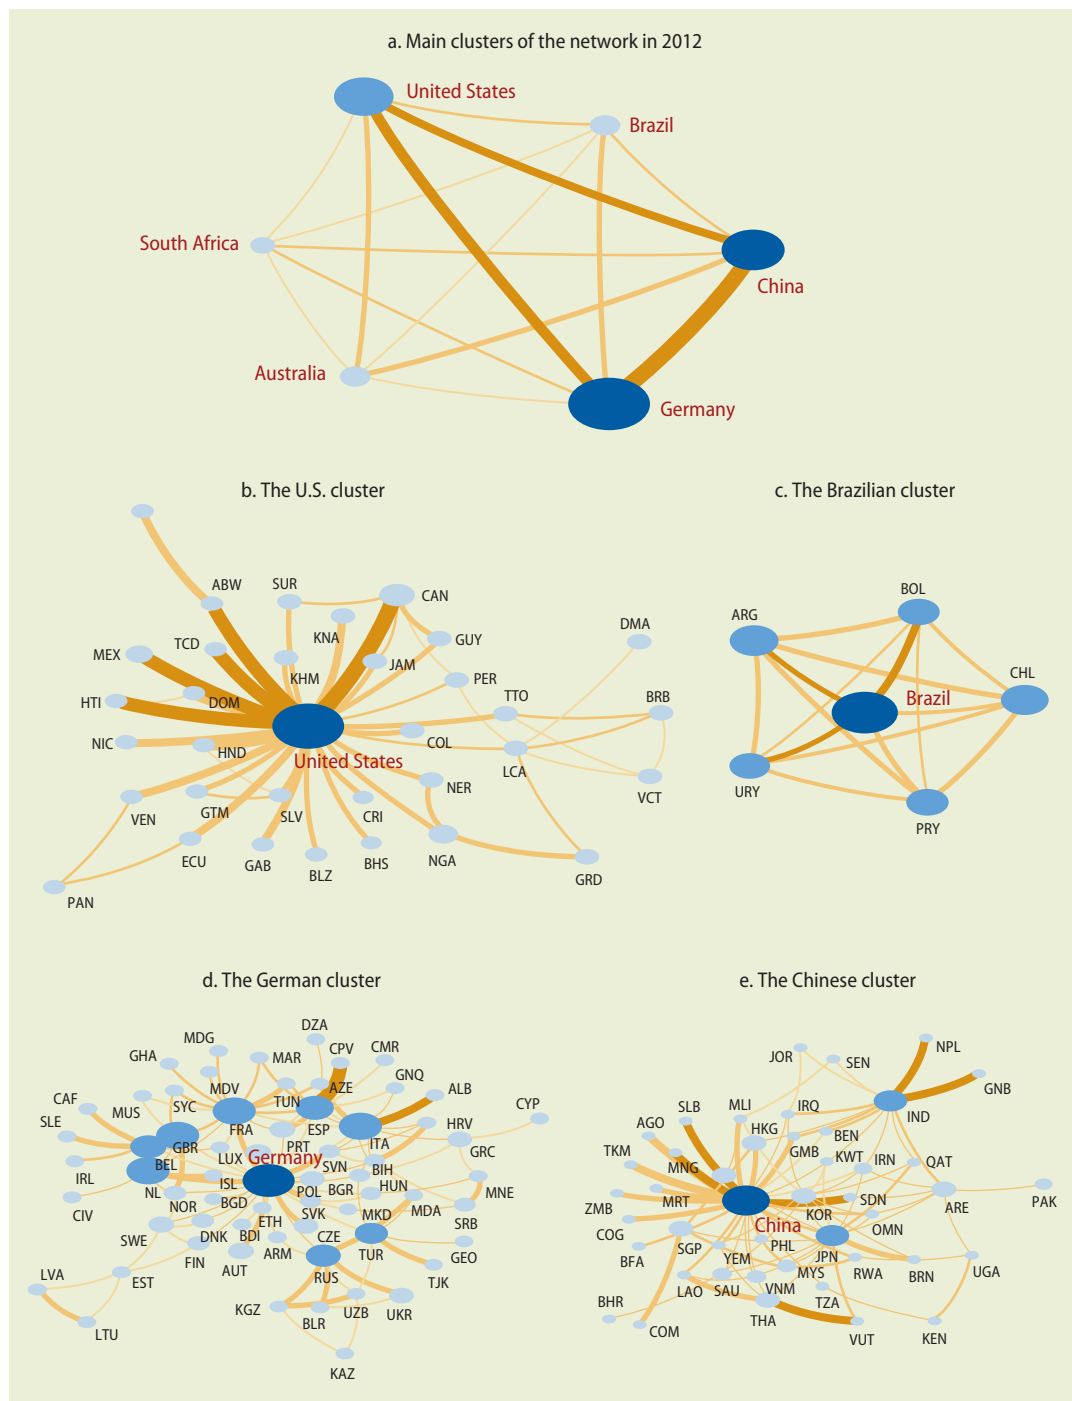 a. Main clusters of the network in 2012
United States
Brazil
South Africa
China
Australia
Germany
b. The U.S. cluster
c. The Brazilian cluster
ABW
SUR
CAN
KNA
GUY
DMA
TCD
MEX
JAM
KHM
PER
HTI
DOM
TTO
BRB
NIC
HND
COL
United States
LCA
NER
VCT
VEN
GTM
SLV
CRI
ECU
GAB
BLZ
BHS
NGA
GRD
PAN
BOL
ARG
CHL
Brazil
URY
PRY
d. The German cluster
e. The Chinese cluster
DZA
MDG
CPV
CMR
GHA
MAR
MDV
AZE
GNQ
ALB
CAF
MUS
SYC
TUN
CYP
SLE
FRA
ESP
HRV
GBR
PRT
ITA
GRC
BEL
LUX
Germany
SVN
BIH
IRL
ISL
HUN
NL
POL
BGR
MNE
NOR
BGD
CIV
SVK
MKD
MDA
ETH
SRB
SWE
DNK
BDI
CZE
ARM
TUR
GEO
FIN
AUT
RUS
TJK
LVA
EST
KGZ
UZB
UKR
BLR
LTU
KAZ
NPL
JOR
SEN
GNB
SLB
MLI
IRQ
IND
AGO
HKG
BEN
TKM
GMB
KWT
IRN
QAT
MNG
MRT
SDN
PAK
ZMB
KOR
ARE
China
OMN
COG
SGP
PHL
BFA
YEM
JPN
MYS
RWA
BRN
UGA
LAO
SAU
VNM
TZA
BHR
THA
COM
VUT
KEN